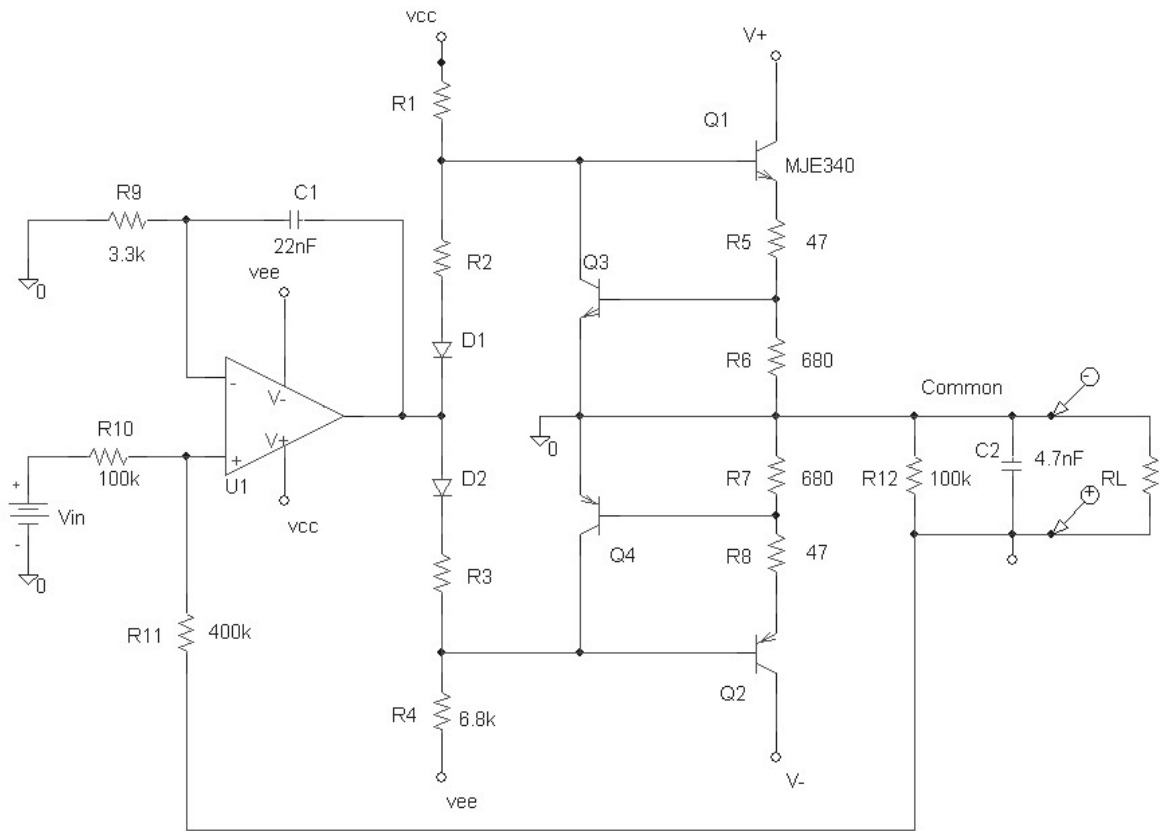 vcc
V+
R1
Q1
MJE340
R9
C1
3.3k
22nF
R2
Q3
R5
47
0
vee
D1
R6
680
V-
-
Common
-
R10
V+
+
100k
U1
0
D2
R7
680
R12
100k
C2
4.7nF
RL
+
Vin
-
vcc
Q4
R8
47
+
0
R3
R11
400k
Q2
R4
6.8k
V-
vee